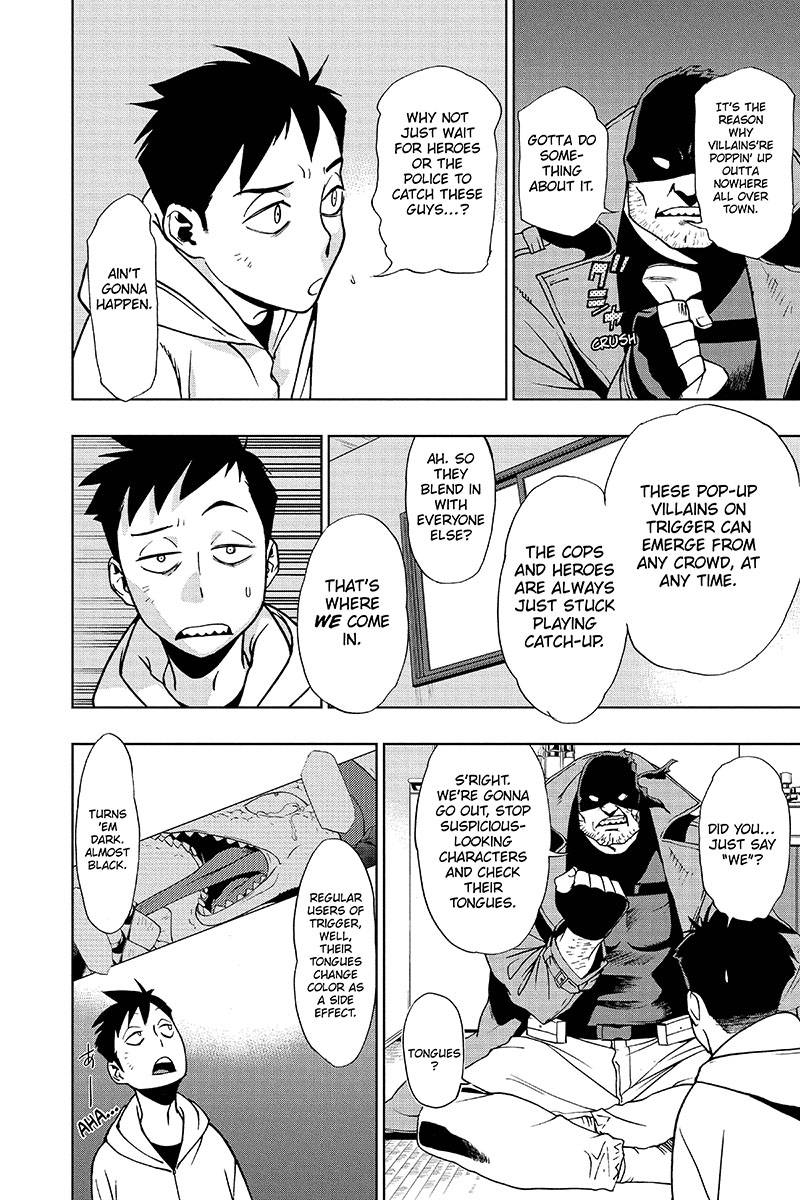 IT'S THE
REASON
WHY
VILLAINS'RE
POPPIN' UP
OUTTA
NOWHERE
ALL OVER
TOWN.
GOTTA DO
SOME-
THING
ABOUT IT.
グシャ!!
CRUSH
WHY NOT
JUST WAIT
FOR HEROES
OR THE
POLICE TO
CATCH THESE
GUYS...?
AIN'T
GONNA
HAPPEN.
THESE POP-UP
VILLAINS ON
TRIGGER CAN
EMERGE FROM
ANY CROWD, AT
ANY TIME.
THE COPS
AND HEROES
ARE ALWAYS
JUST STUCK
PLAYING
CATCH-UP.
AH. SO
THEY
BLEND IN
WITH
EVERYONE
ELSE?
THAT'S
WHERE
WE COME
IN.
DID YOU...
JUST SAY
"WE"?
S'RIGHT.
WE'RE GONNA
GO OUT, STOP
SUSPICIOUS-
LOOKING
CHARACTERS
AND CHECK
THEIR
TONGUES.
TONGUES
?
REGULAR
USERS OF
TRIGGER,
WELL,
THEIR
TONGUES
CHANGE
COLOR AS
A SIDE
EFFECT.
TURNS
'EM
DARK.
ALMOST
BLACK.
あー
AHA...